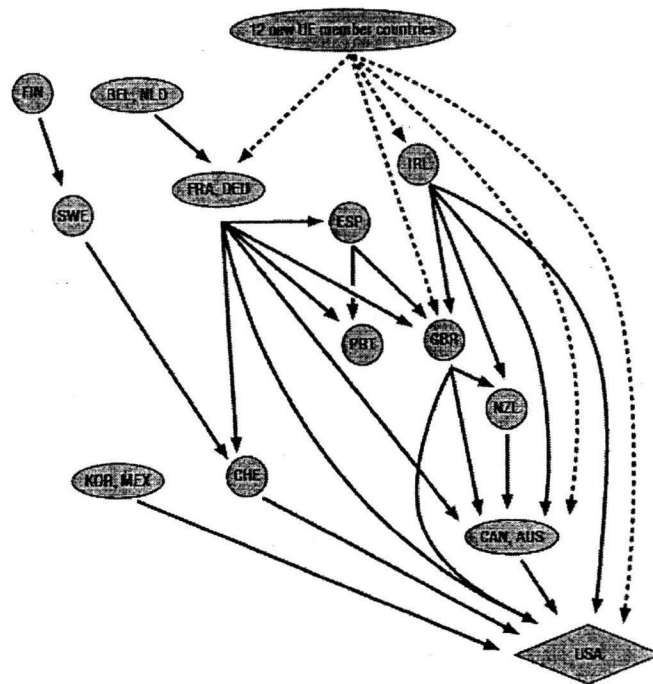 12 new UE member countries
FIN
BEL, NLD
IRL
FRA, DEU
SWE
ESP
PRT
GBR
NZL
KOR, MEX
CHE
CAN, AUS
USA